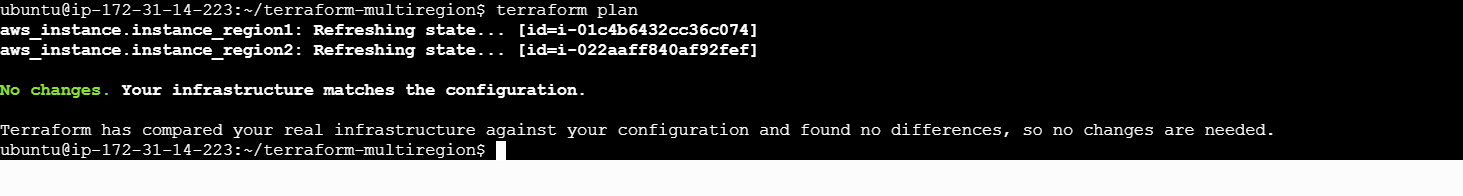 ubuntu@ip-172-31-14-223:~/terraform-multiregion$ terraform plan
aws_instance.instance_region1: Refreshing state... [id=i-01c4b6432cc36c074]
aws_instance.instance_region2: Refreshing state... [id=i-022aaff840af92fef]
No changes. Your infrastructure matches the configuration.
Terraform has compared your real infrastructure against your configuration and found no differences, so no changes are needed.
ubuntu@ip-172-31-14-223:~/terraform-multiregion$